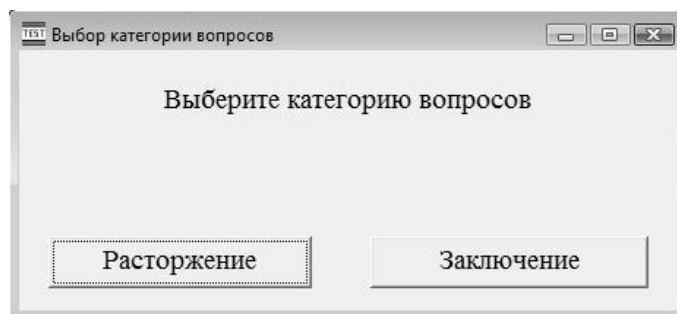 TEST Выбор категории вопросов
Выберите категорию вопросов
Расторжение Заключение